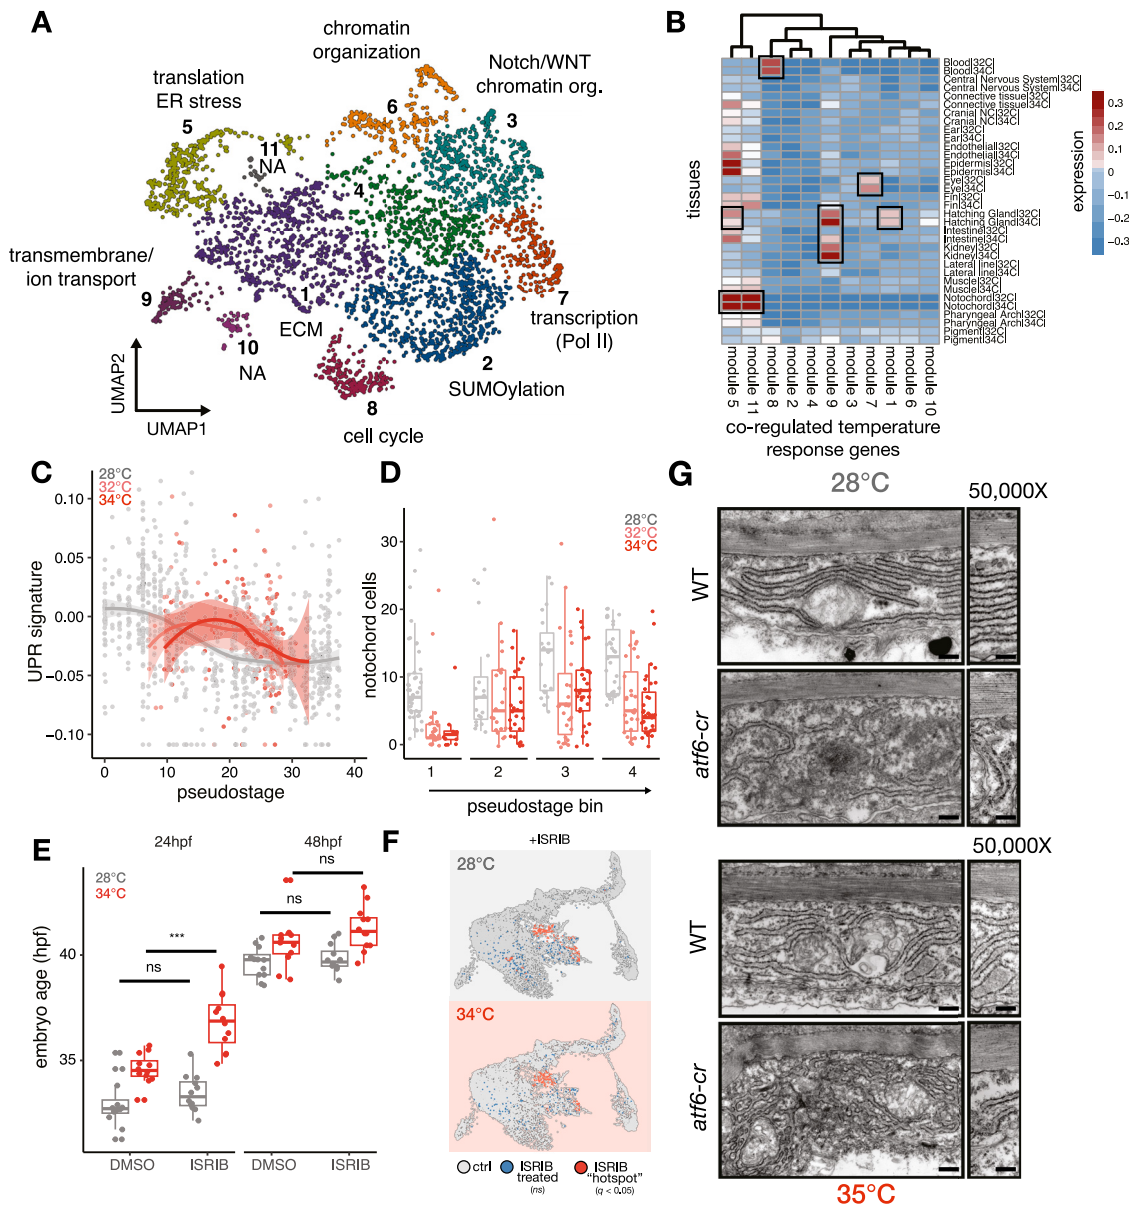 A
chromatin
organization
Notch/WNT
chromatin org.
translation
ER stress
5
6
3
11
NA
4
transmembrane/
ion transport
9
1
ECM
7
transcription
(Pol II)
10
NA
2
SUMOylation
8
cell cycle
UMAP2
UMAP1
B
tissues
Blood|32C|
Blood|34C|
Central Nervous System|32C|
Central Nervous System|34C|
Connective tissue|32C|
Connective tissue|34C|
Cranial NC|32C|
Cranial NC|34C|
Ear|32C|
Ear|34C|
Endothelial|32C|
Endothelial|34C|
Epidermis|32C|
Epidermis|34C|
Eye|32C|
Eye|34C|
Fin|32C|
Fin|34C|
Hatching Gland|32C|
Hatching Gland|34C|
Intestine|32C|
Intestine|34C|
Kidney|32C|
Kidney|34C|
Lateral line|32C|
Lateral line|34C|
Muscle|32C|
Muscle|34C|
Notochord|32C|
Notochord|34C|
Pharyngeal Arch|32C|
Pharyngeal Arch|34C|
Pigment|32C|
Pigment|34C|
module 5
module 11
module 8
module 2
module 4
module 9
module 3
module 7
module 1
module 6
module 10
co-regulated temperature
response genes
expression
0.3
0.2
0.1
0
−0.1
−0.2
−0.3
C
28°C
32°C
34°C
UPR signature
0.10
0.05
0.00
−0.05
−0.10
0 10 20 30 40
pseudostage
D
28°C
32°C
34°C
notochord cells
30
20
10
0
1 2 3 4
pseudostage bin
E
24hpf 48hpf
28°C
34°C
ns
ns
***
ns
embryo age (hpf)
40
35
DMSO ISRIB DMSO ISRIB
F
+ISRIB
28°C
34°C
ctrl
ISRIB
treated
(ns)
ISRIB
"hotspot"
(q < 0.05)
G
28°C
50,000X
WT
atf6-cr
50,000X
WT
atf6-cr
35°C